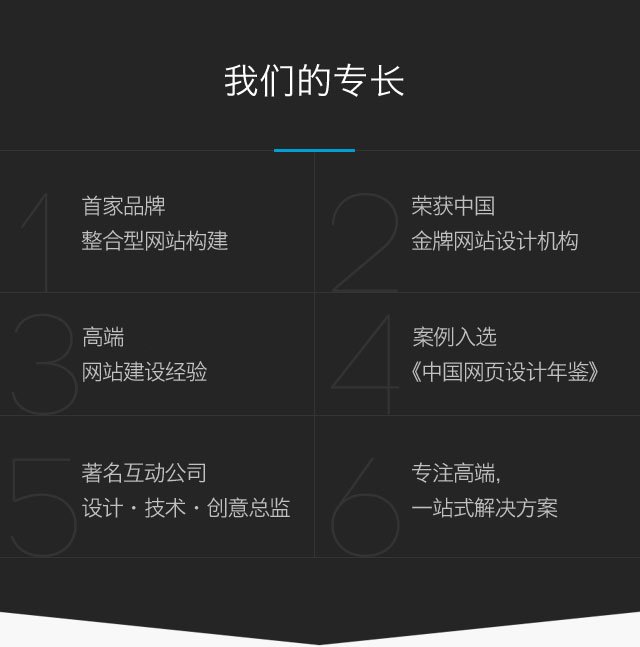 我们的专长
1
首家品牌
整合型网站构建
2
荣获中国
金牌网站设计机构
3
高端
网站建设经验
4
案例入选
《中国网页设计年鉴》
5
著名互动公司
设计·技术·创意总监
6
专注高端,
一站式解决方案